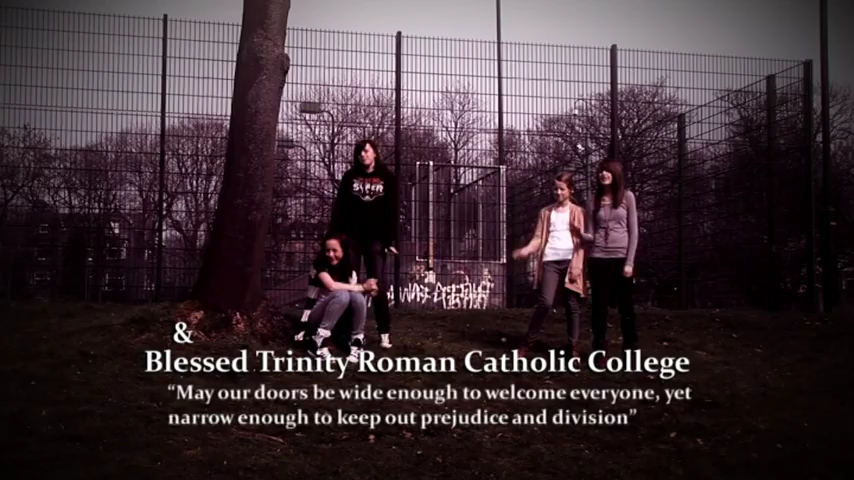 &
Blessed Trinity Roman Catholic College
“May our doors be wide enough to welcome everyone, yet
narrow enough to keep out prejudice and division”